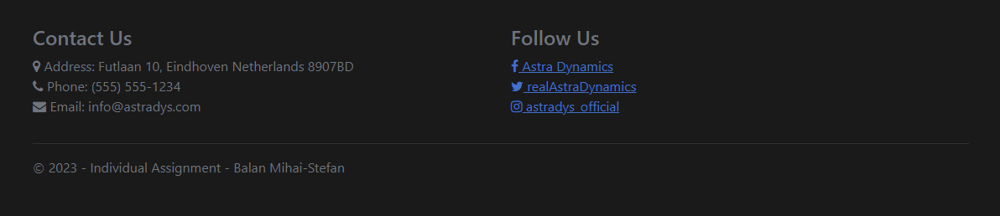 Contact Us
Address: Futlaan 10, Eindhoven Netherlands 8907BD
Phone: (555) 555-1234
Email: info@astradys.com
Follow Us
Astra Dynamics
realAstraDynamics
astradys_official
© 2023 - Individual Assignment - Balan Mihai-Stefan